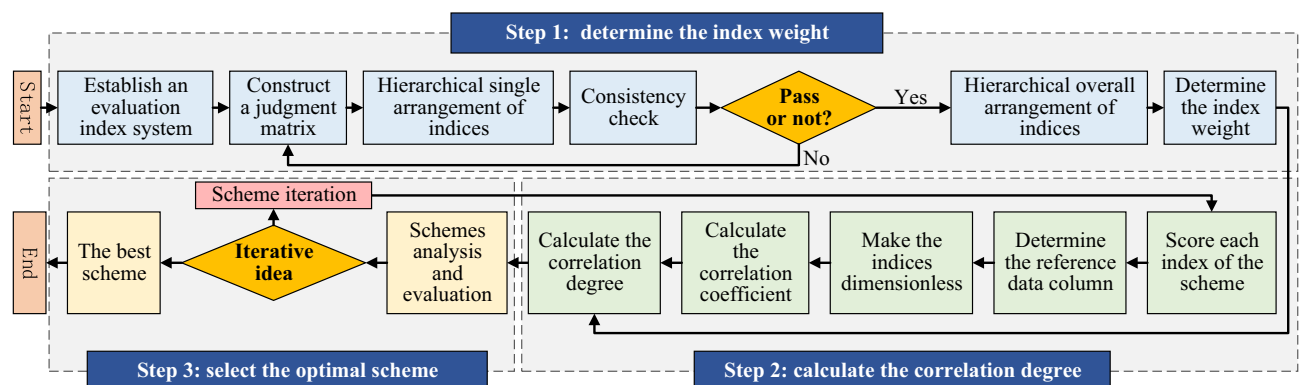 Step 1: determine the index weight
Start
Establish an
evaluation
index system
Construct
a judgment
matrix
Hierarchical single
arrangement of
indices
Consistency
check
Pass
or not?
Yes
No
Hierarchical overall
arrangement of
indices
Determine
the index
weight
Scheme iteration
End
The best
scheme
Iterative
idea
Schemes
analysis
and
evaluation
Calculate the
correlation
degree
Calculate
the
correlation
coefficient
Make the
indices
dimensionless
Determine
the reference
data column
Score each
index of the
scheme
Step 3: select the optimal scheme
Step 2: calculate the correlation degree